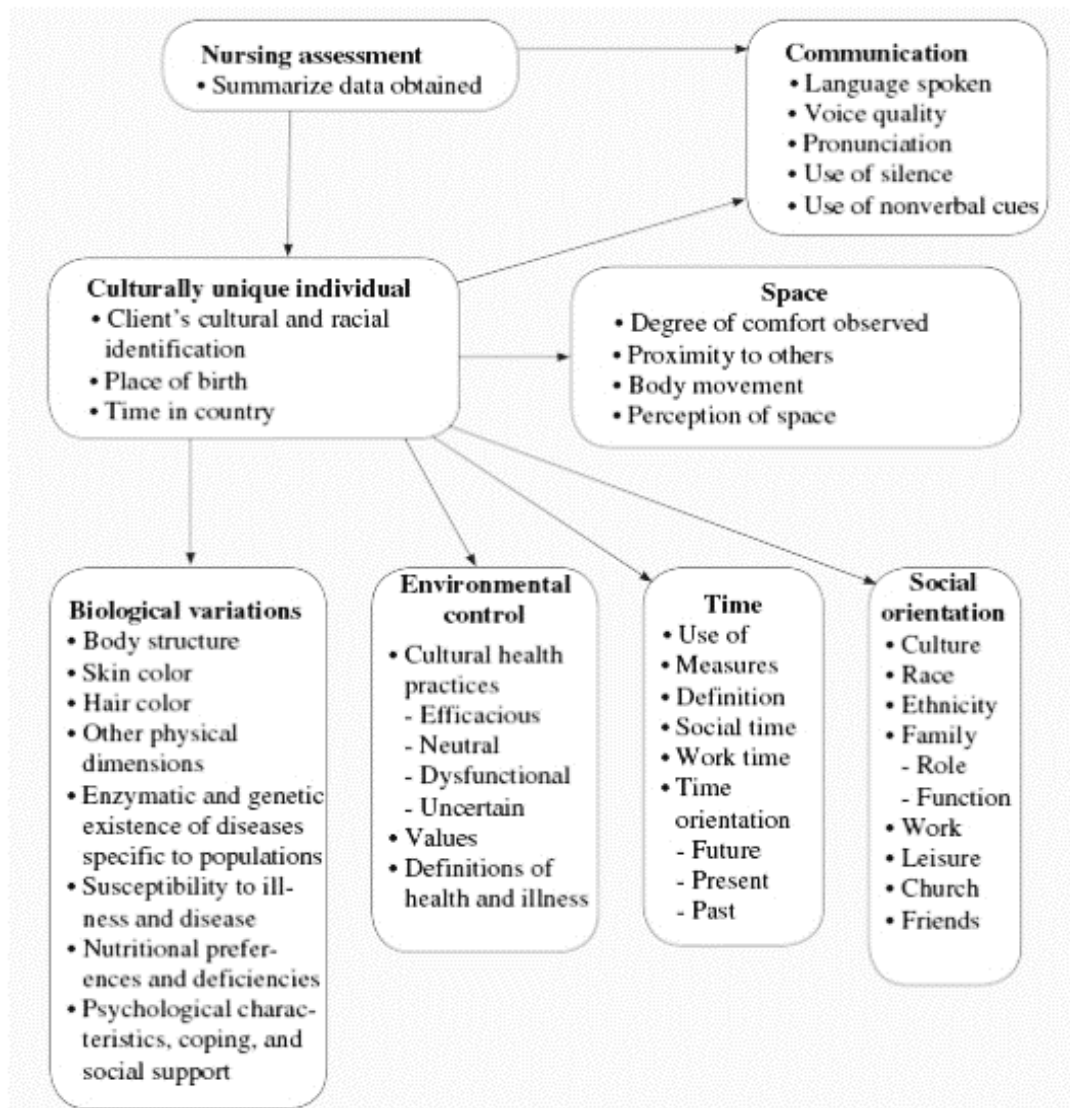 Nursing assessment
• Summarize data obtained
Communication
• Language spoken
• Voice quality
• Pronunciation
• Use of silence
• Use of nonverbal cues
Culturally unique individual
• Client's cultural and racial
identification
• Place of birth
• Time in country
Space
• Degree of comfort observed
• Proximity to others
• Body movement
• Perception of space
Biological variations
• Body structure
• Skin color
• Hair color
• Other physical
dimensions
• Enzymatic and genetic
existence of diseases
specific to populations
• Susceptibility to ill-
ness and disease
• Nutritional prefer-
ences and deficiencies
• Psychological charac-
teristics, coping, and
social support
Environmental
control
• Cultural health
practices
- Efficacious
- Neutral
- Dysfunctional
- Uncertain
• Values
• Definitions of
health and illness
Time
• Use of
• Measures
• Definition
• Social time
• Work time
• Time
orientation
- Future
- Present
- Past
Social
orientation
• Culture
• Race
• Ethnicity
• Family
- Role
- Function
• Work
• Leisure
• Church
• Friends